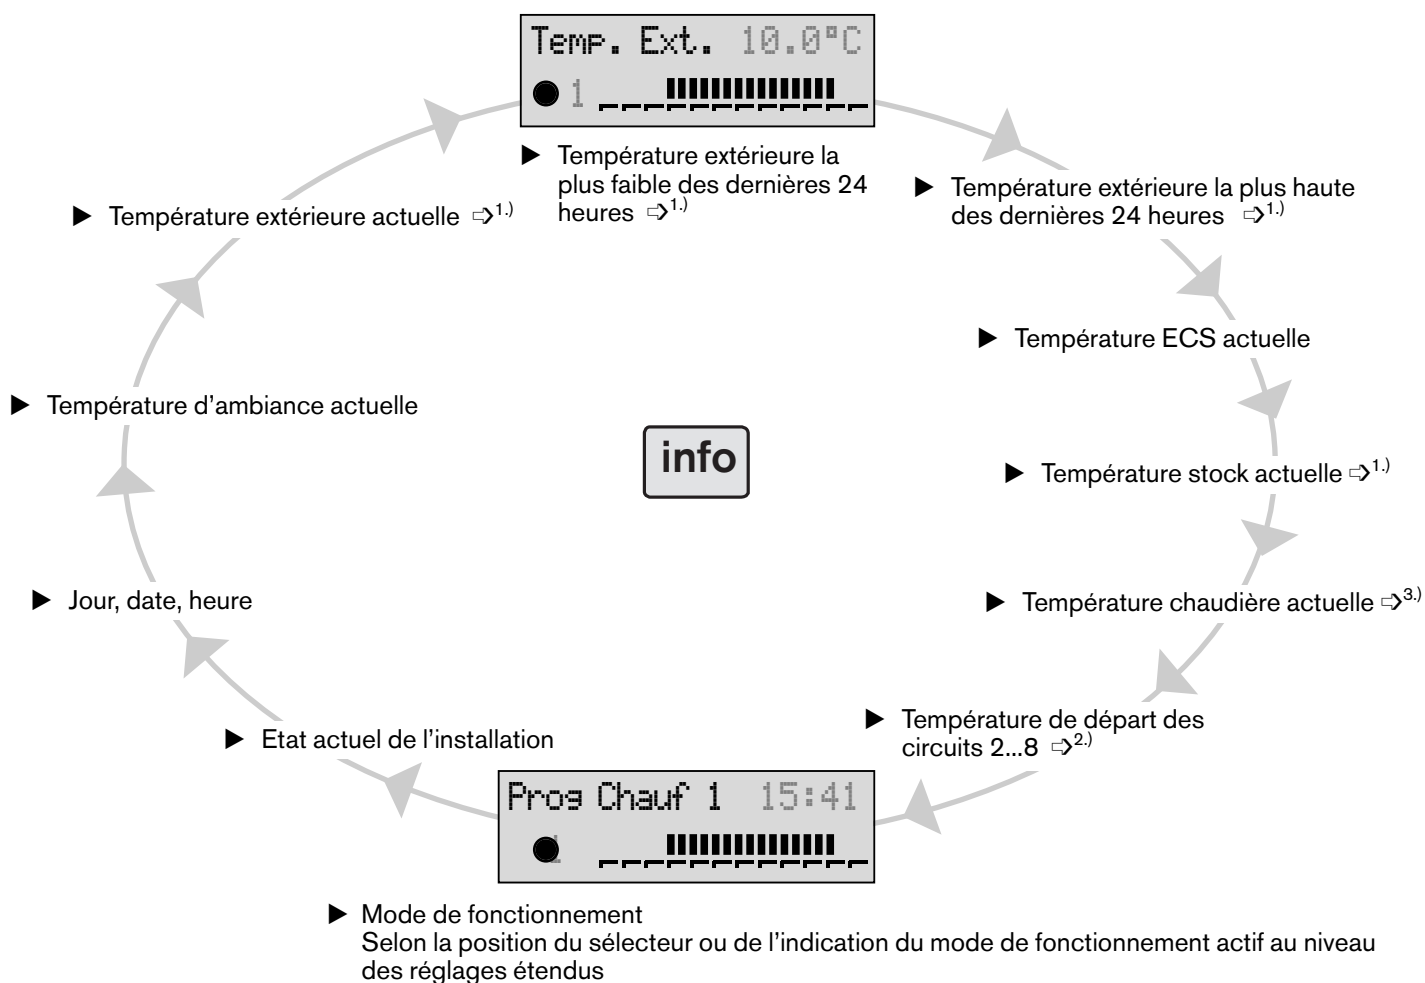 Temp. Ext. 10.0°C
1
▶ Température extérieure la
plus faible des dernières 24
heures ➩1.)
▶ Température extérieure la plus haute
des dernières 24 heures ➩1.)
▶ Température ECS actuelle
▶ Température stock actuelle ➩1.)
▶ Température chaudière actuelle ➩3.)
▶ Température de départ des
circuits 2...8 ➩2.)
Prog Chauf 1 15:41
1
▶ Mode de fonctionnement
Selon la position du sélecteur ou de l’indication du mode de fonctionnement actif au niveau
des réglages étendus
▶ Etat actuel de l’installation
▶ Jour, date, heure
▶ Température d’ambiance actuelle
▶ Température extérieure actuelle ➩1.)
info